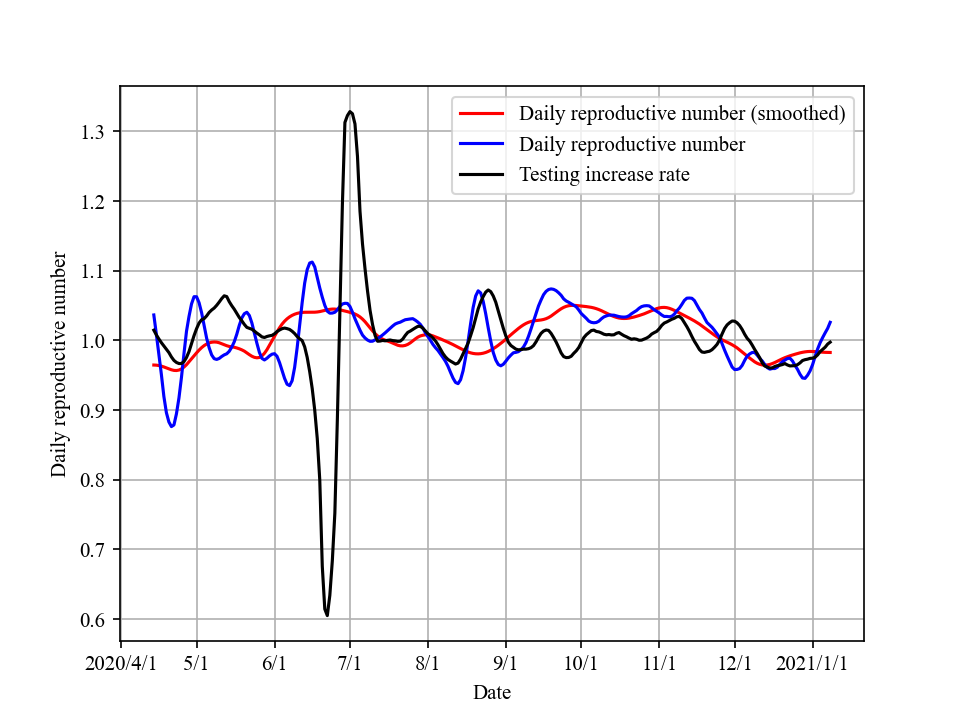 Daily reproductive number (smoothed)
Daily reproductive number
Testing increase rate
Daily reproductive number
1.3
1.2
1.1
1.0
0.9
0.8
0.7
0.6
2020/4/1 5/1 6/1 7/1 8/1 9/1 10/1 11/1 12/1 2021/1/1
Date